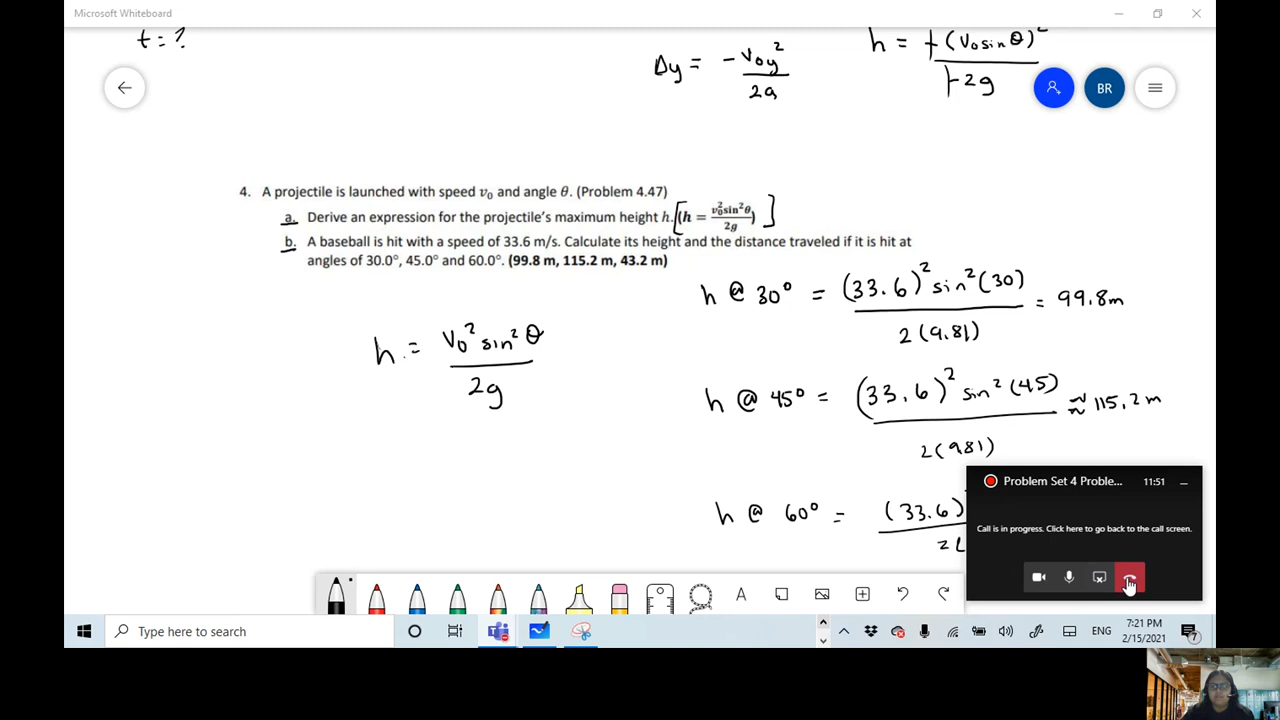 Microsoft Whiteboard
t = ?
Δy = -v₀y² / 2g
h = -(v₀sinθ)² / -2g
BR
4. A projectile is launched with speed v₀ and angle θ. (Problem 4.47)
a. Derive an expression for the projectile's maximum height h. [(h = v₀²sin²θ / 2g)]
b. A baseball is hit with a speed of 33.6 m/s. Calculate its height and the distance traveled if it is hit at
angles of 30.0°, 45.0° and 60.0°. (99.8 m, 115.2 m, 43.2 m)
h @ 30° = (33.6)² sin² (30) / 2(9.81) = 99.8m
h = v₀² sin² θ / 2g
h @ 45° = (33.6)² sin² (45) / 2(981) ≈ 115.2m
h @ 60° = (33.6)
Problem Set 4 Proble... 11:51
Call is in progress. Click here to go back to the call screen.
A
Type here to search
ENG
7:21 PM
2/15/2021
7